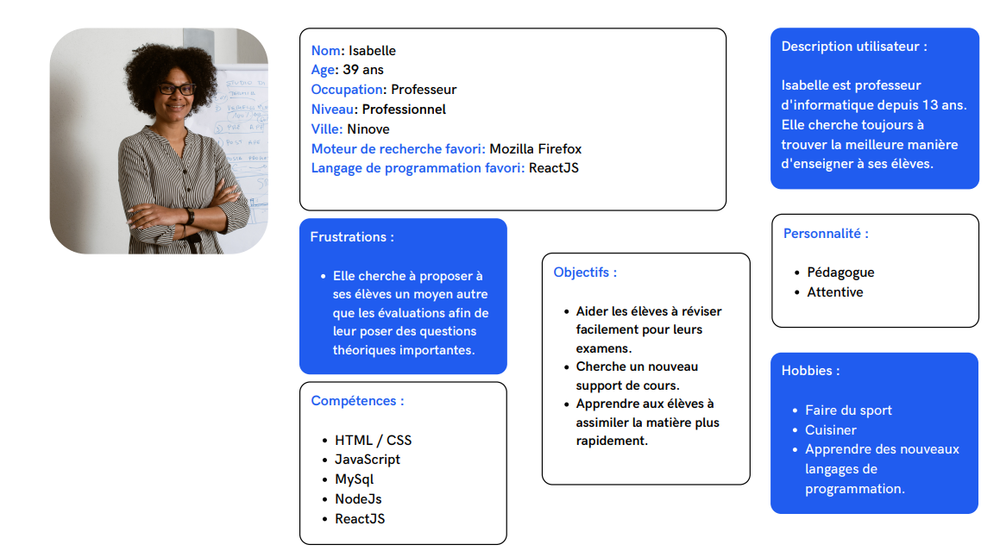 Nom: Isabelle
Age: 39 ans
Occupation: Professeur
Niveau: Professionnel
Ville: Ninove
Moteur de recherche favori: Mozilla Firefox
Langage de programmation favori: ReactJS
Description utilisateur :
Isabelle est professeur
d'informatique depuis 13 ans.
Elle cherche toujours à
trouver la meilleure manière
d'enseigner à ses élèves.
Frustrations :
• Elle cherche à proposer à
ses élèves un moyen autre
que les évaluations afin de
leur poser des questions
théoriques importantes.
Objectifs :
• Aider les élèves à réviser
facilement pour leurs
examens.
• Cherche un nouveau
support de cours.
• Apprendre aux élèves à
assimiler la matière plus
rapidement.
Personnalité :
• Pédagogue
• Attentive
Compétences :
• HTML / CSS
• JavaScript
• MySql
• NodeJs
• ReactJS
Hobbies :
• Faire du sport
• Cuisiner
• Apprendre des nouveaux
langages de
programmation.